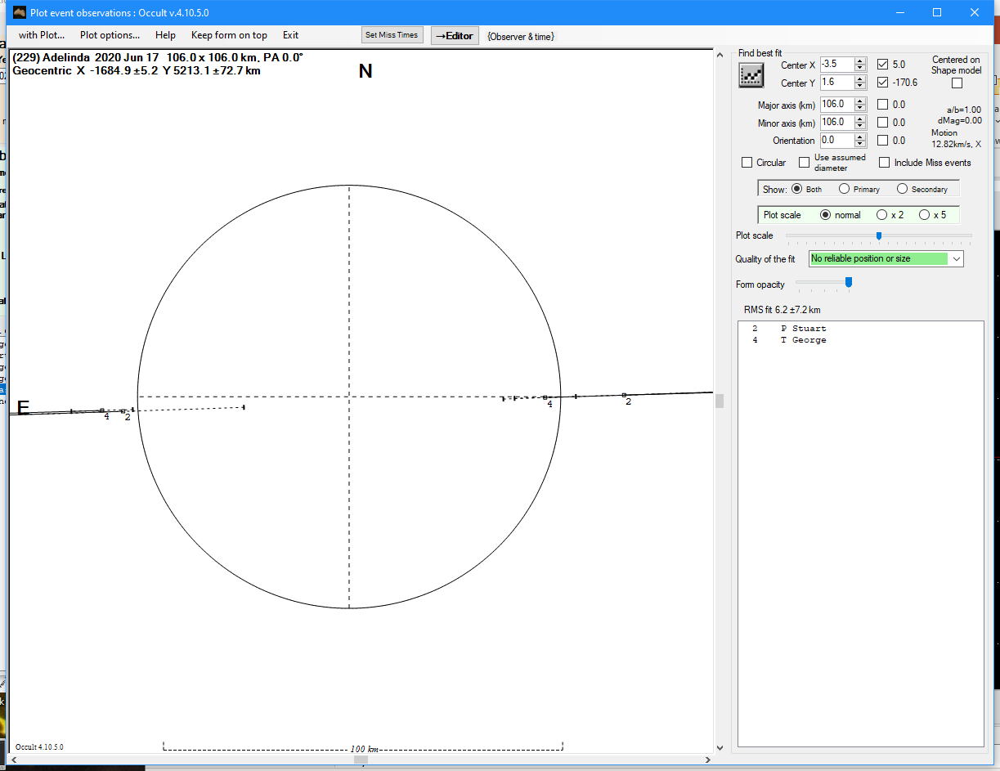 Plot event observations : Occult v.4.10.5.0
with Plot... Plot options... Help Keep form on top Exit Set Miss Times →Editor {Observer & time}
(229) Adelinda 2020 Jun 17 106.0 x 106.0 km, PA 0.0°
Geocentric X -1684.9 ±5.2 Y 5213.1 ±72.7 km
N
E
4
2
4
2
100 km
Occult 4.10.5.0
Find best fit
Center X -3.5 5.0
Center Y 1.6 -170.6
Centered on
Shape model
Major axis (km) 106.0 0.0
Minor axis (km) 106.0 0.0
Orientation 0.0 0.0
a/b=1.00
dMag=0.00
Motion
12.82km/s, X
Circular Use assumed diameter Include Miss events
Show: Both Primary Secondary
Plot scale normal x 2 x 5
Plot scale
Quality of the fit No reliable position or size
Form opacity
RMS fit 6.2 ±7.2 km
2 P Stuart
4 T George